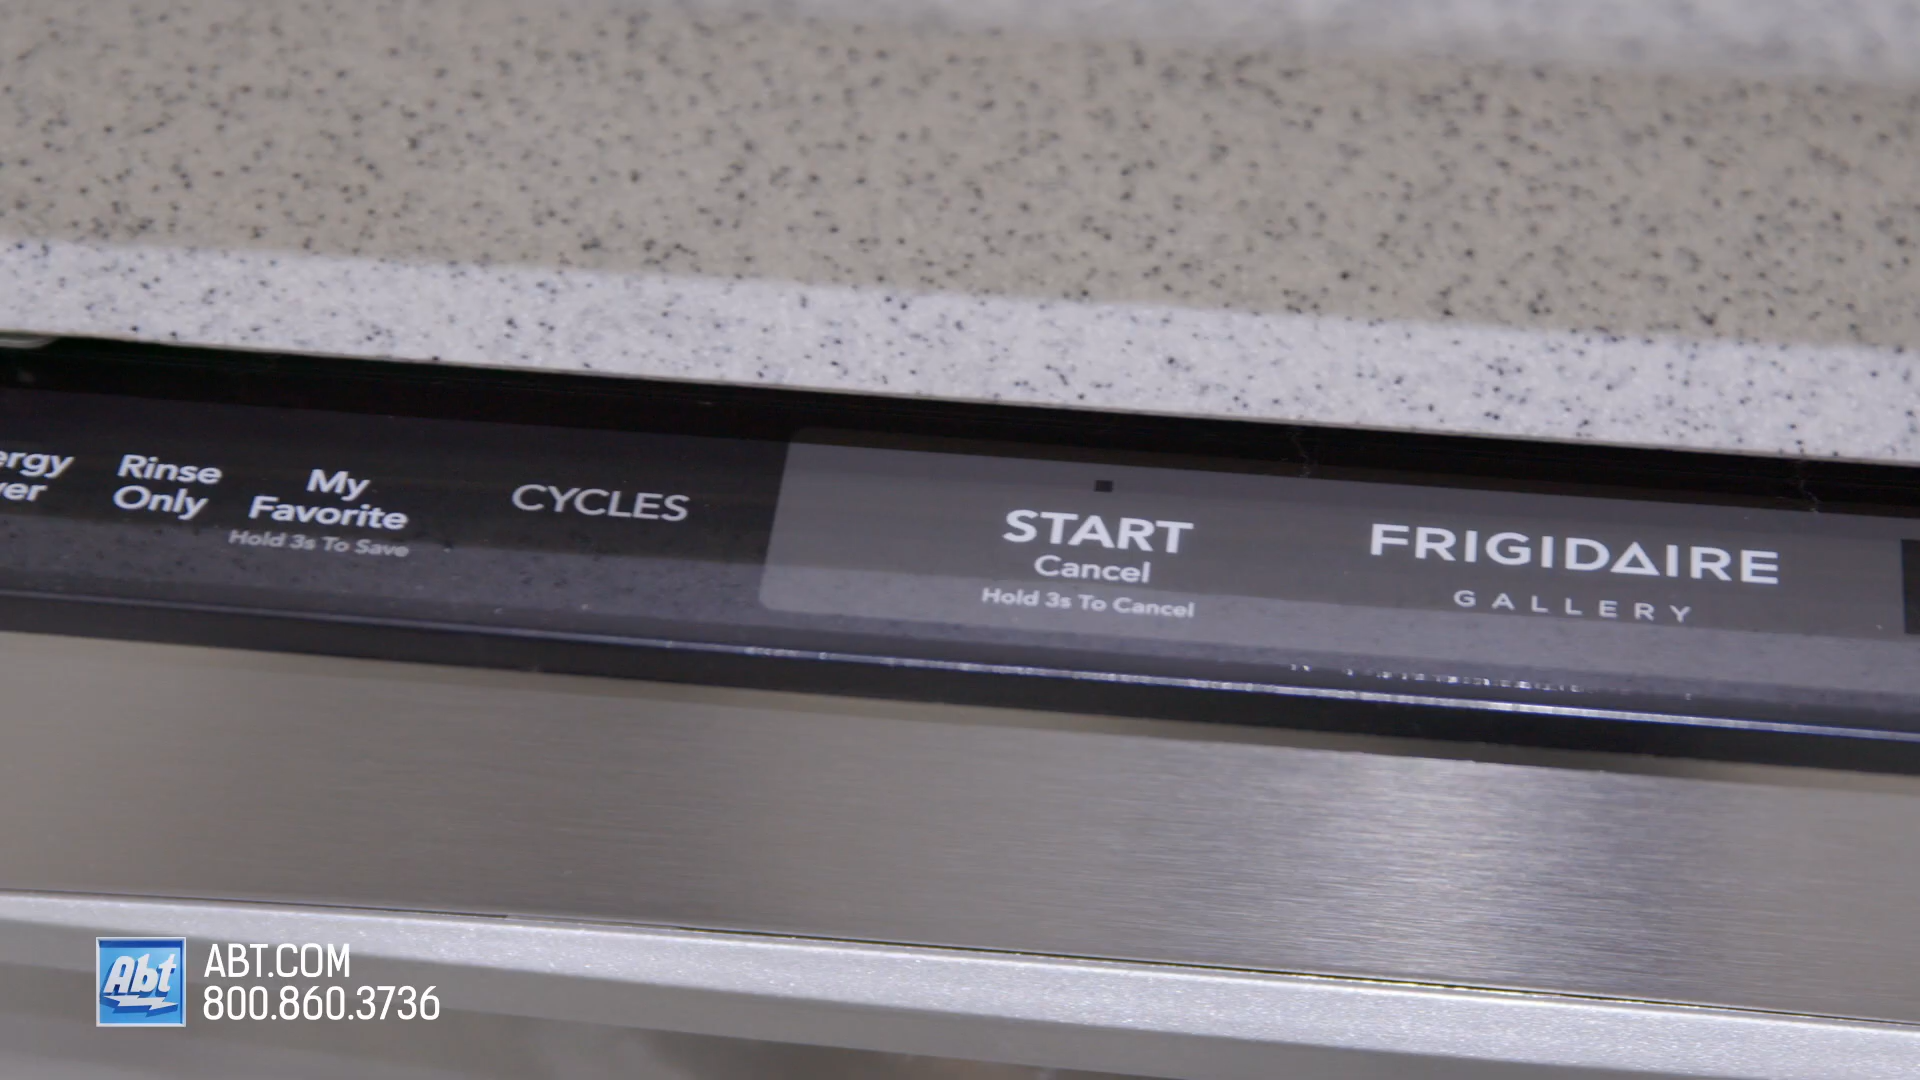 Rinse
Only
My
Favorite
Hold 3s To Save
CYCLES
START
Cancel
Hold 3s To Cancel
FRIGIDAIRE
GALLERY
Abt
ABT.COM
800.860.3736